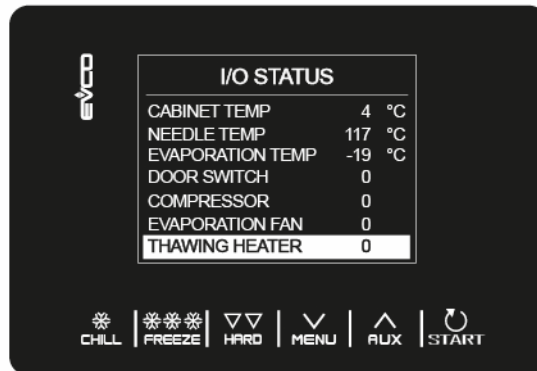 evco
I/O STATUS
CABINET TEMP 4 °C
NEEDLE TEMP 117 °C
EVAPORATION TEMP -19 °C
DOOR SWITCH 0
COMPRESSOR 0
EVAPORATION FAN 0
THAWING HEATER 0
CHILL FREEZE HARD MENU AUX START